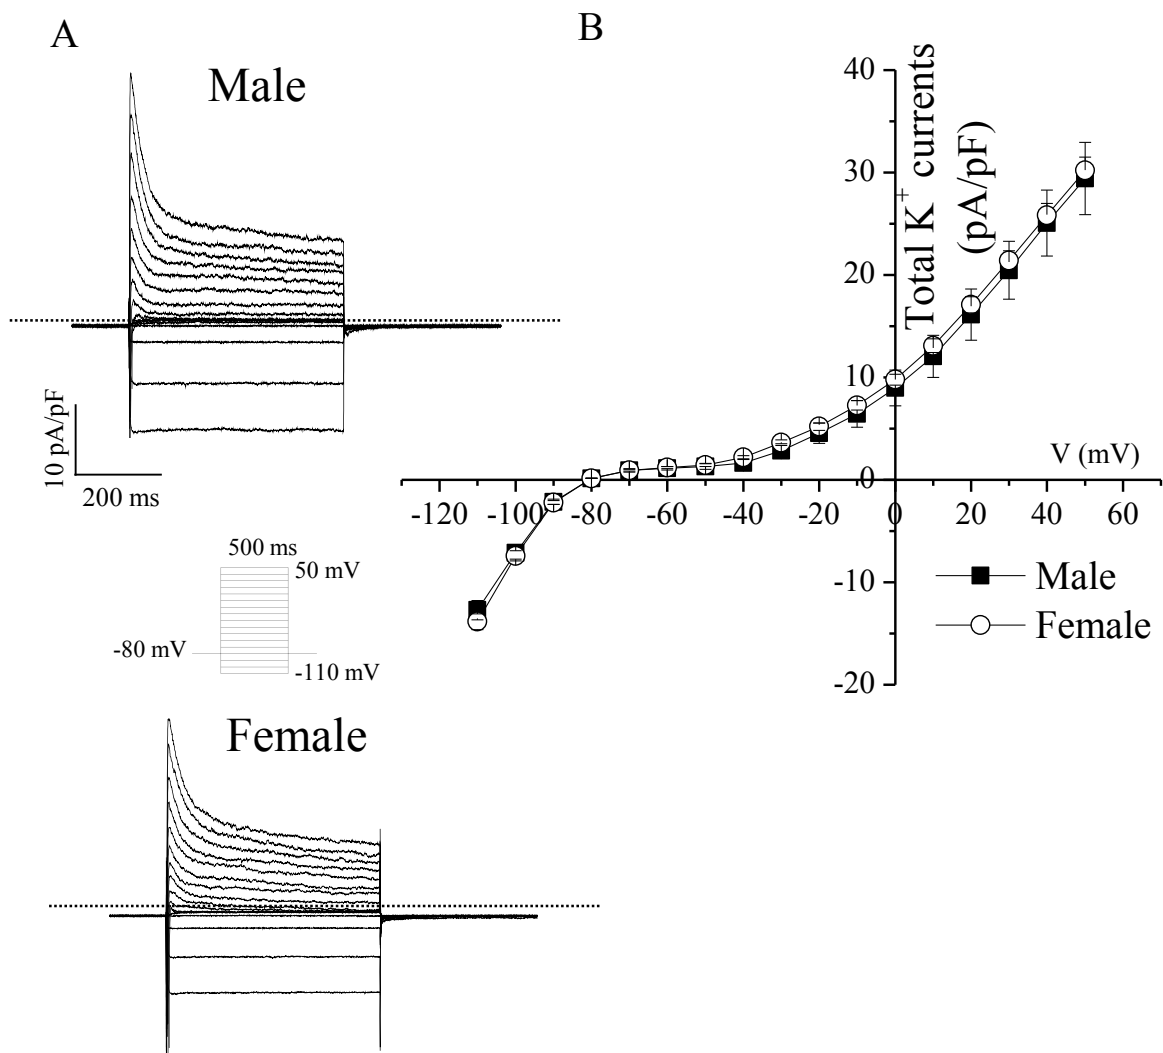 A
Male
10 pA/pF
200 ms
500 ms
50 mV
-80 mV
-110 mV
Female
B
Total K+ currents
(pA/pF)
40
30
20
10
0
-10
-20
V (mV)
-120 -100 -80 -60 -40 -20 0 20 40 60
Male
Female